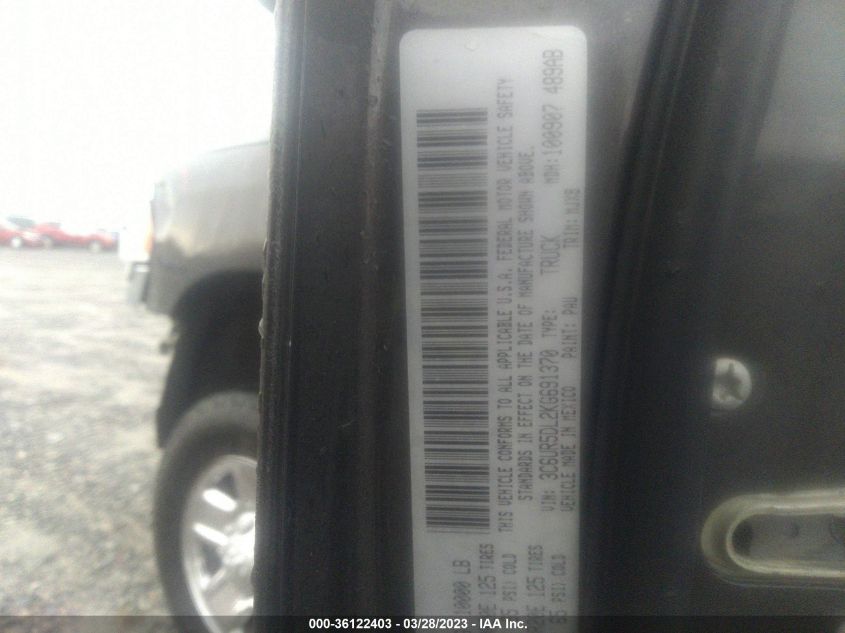 10000 LB
125 TIRES
PSI) COLD
THIS VEHICLE CONFORMS TO ALL APPLICABLE U.S.A. FEDERAL MOTOR VEHICLE SAFETY
STANDARDS IN EFFECT ON THE DATE OF MANUFACTURE SHOWN ABOVE.
125 TIRES
85 PSI) COLD
VIN: 3C6UR5DL2KG691370 TYPE: TRUCK MDH:100907 489AB
VEHICLE MADE IN MEXICO PAINT: PAU TRIM:MJX8
000-36122403 / 03/28/2023 - IAA Inc.